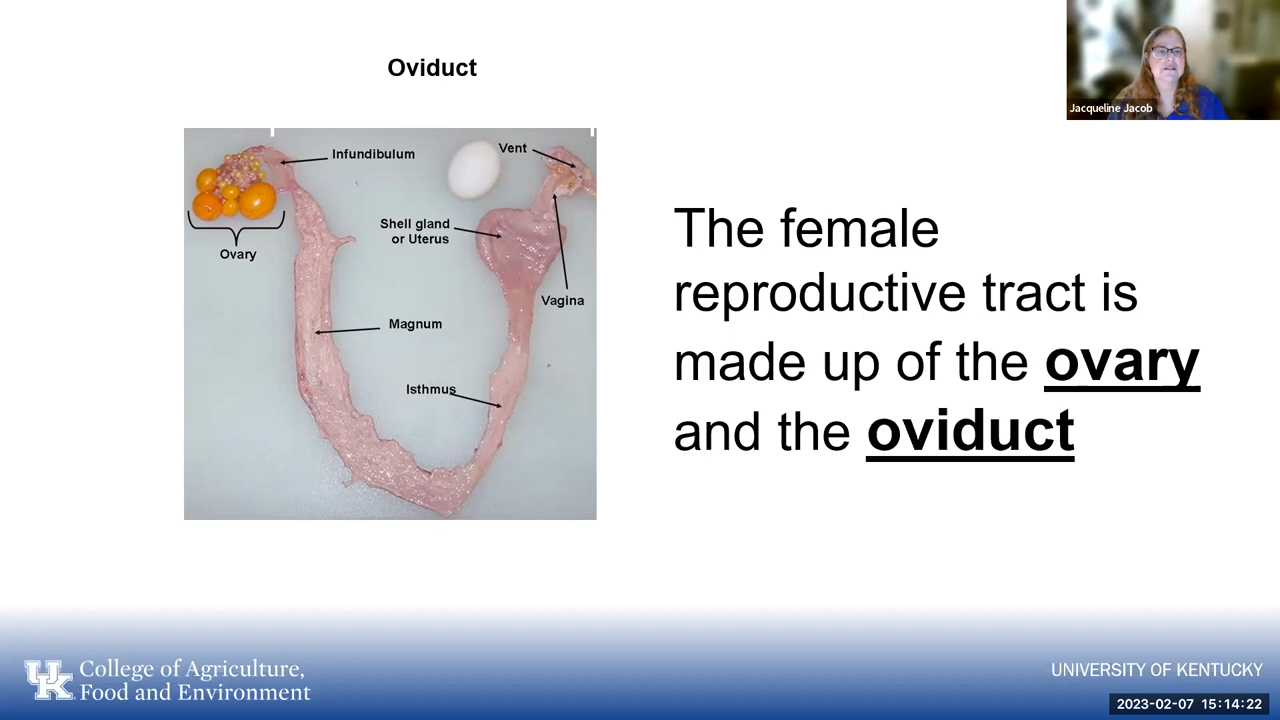 Oviduct
Jacqueline Jacob
Infundibulum
Vent
Ovary
Shell gland
or Uterus
Vagina
Magnum
Isthmus
The female
reproductive tract is
made up of the ovary
and the oviduct
UK
College of Agriculture,
Food and Environment
UNIVERSITY OF KENTUCKY
2023-02-07 15:14:22